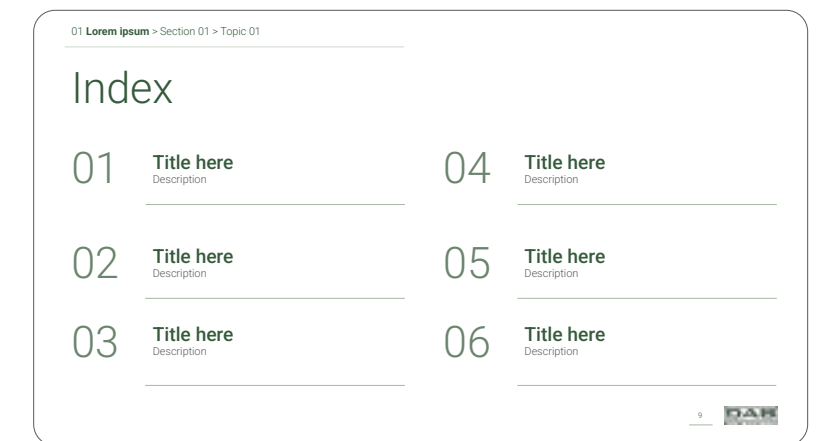 01 Lorem ipsum > Section 01 > Topic 01
Index
01
Title here
Description
02
Title here
Description
03
Title here
Description
04
Title here
Description
05
Title here
Description
06
Title here
Description
9
DAB